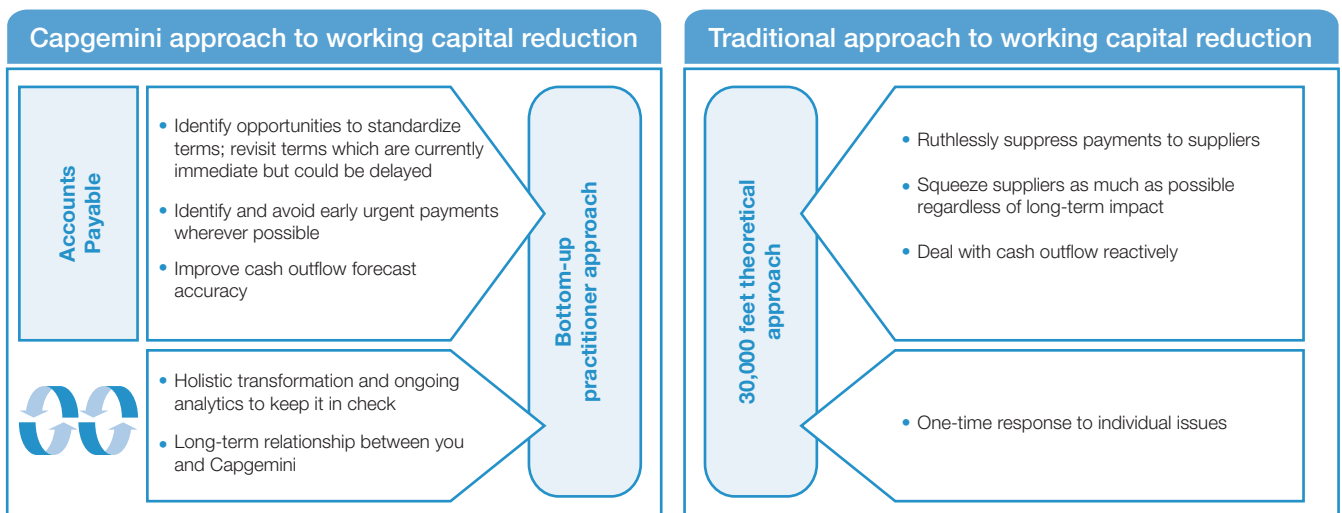 Capgemini approach to working capital reduction
Accounts
Payable
• Identify opportunities to standardize
terms; revisit terms which are currently
immediate but could be delayed
• Identify and avoid early urgent payments
wherever possible
• Improve cash outflow forecast
accuracy
• Holistic transformation and ongoing
analytics to keep it in check
• Long-term relationship between you
and Capgemini
Bottom-up
practitioner approach
Traditional approach to working capital reduction
30,000 feet theoretical
approach
• Ruthlessly suppress payments to suppliers
• Squeeze suppliers as much as possible
regardless of long-term impact
• Deal with cash outflow reactively
• One-time response to individual issues